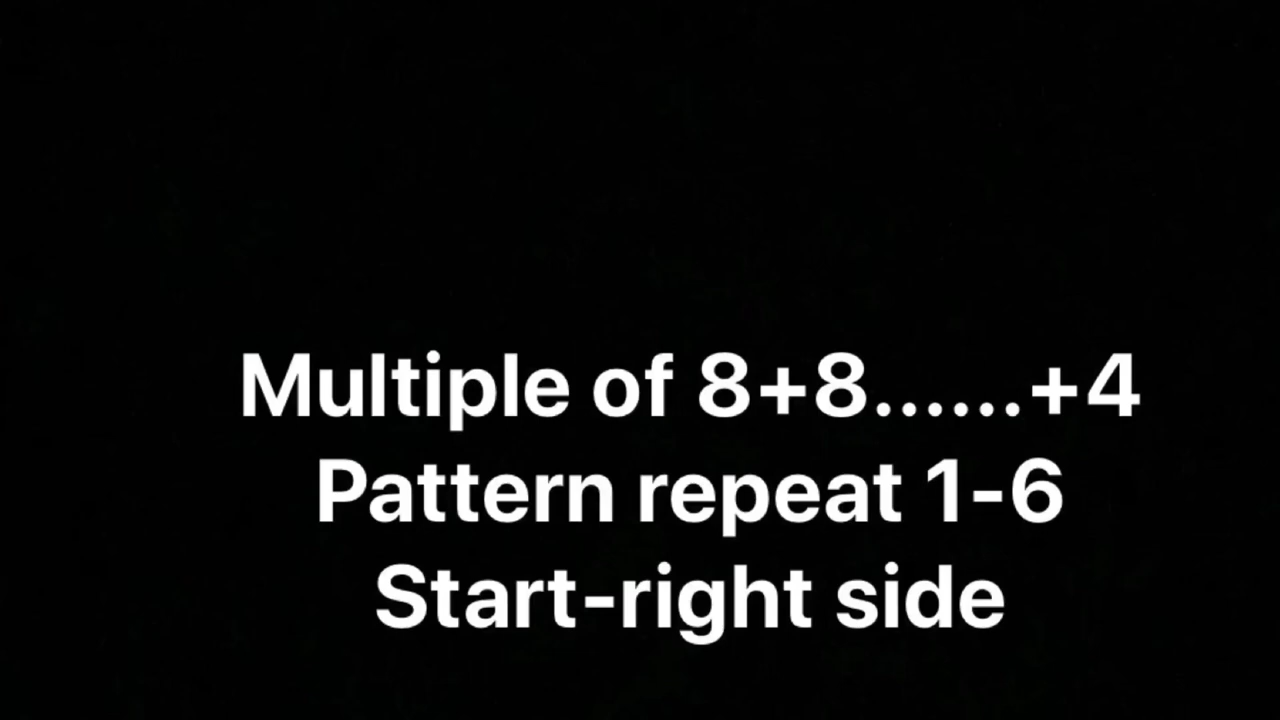 Multiple of 8+8......+4
Pattern repeat 1-6
Start-right side